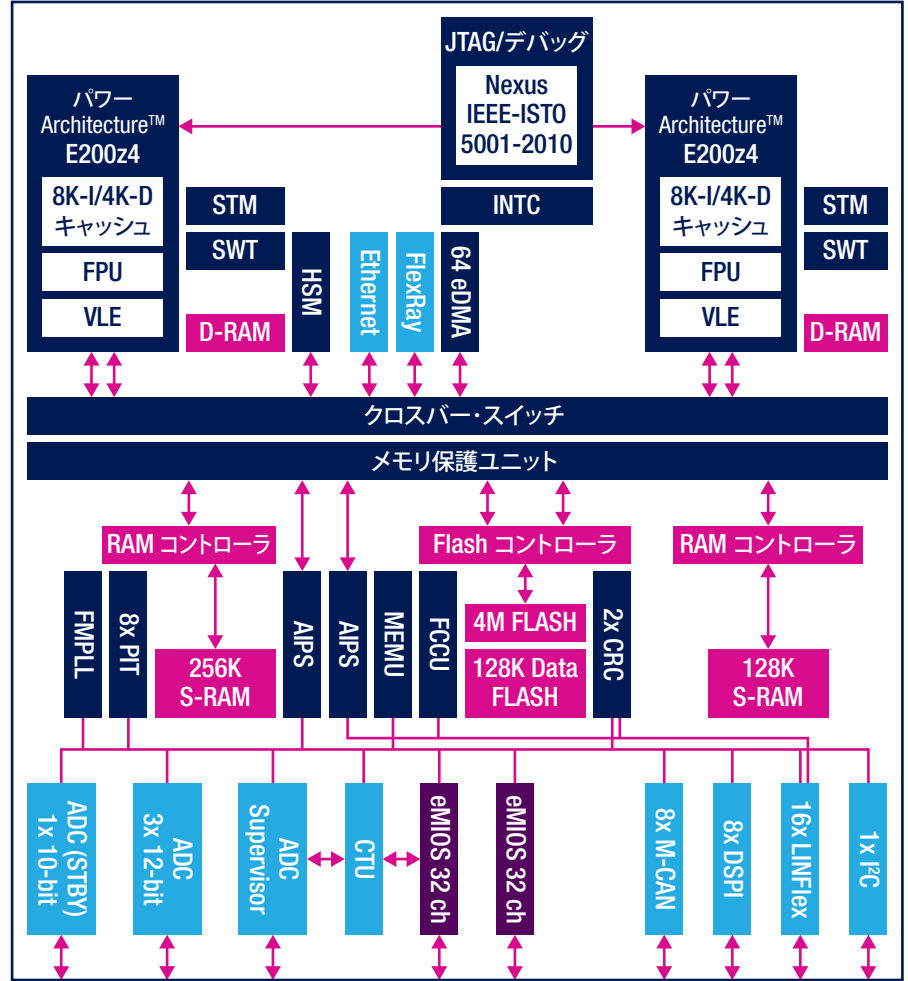 JTAG/デバッグ
Nexus
IEEE-ISTO
5001-2010
INTC
パワー
Architecture™
E200z4
8K-I/4K-D
キャッシュ
FPU
VLE
STM
SWT
D-RAM
HSM
Ethernet
FlexRay
64 eDMA
パワー
Architecture™
E200z4
8K-I/4K-D
キャッシュ
FPU
VLE
STM
SWT
D-RAM
クロスバー・スイッチ
メモリ保護ユニット
RAM コントローラ
Flash コントローラ
RAM コントローラ
FMPLL
8x PIT
256K
S-RAM
AIPS
AIPS
MEMU
FCCU
4M FLASH
128K Data
FLASH
2x CRC
128K
S-RAM
ADC (STBY)
1x 10-bit
ADC
3x 12-bit
ADC
Supervisor
CTU
eMIOS 32 ch
eMIOS 32 ch
8x M-CAN
8x DSPI
16x LINFlex
1x I²C